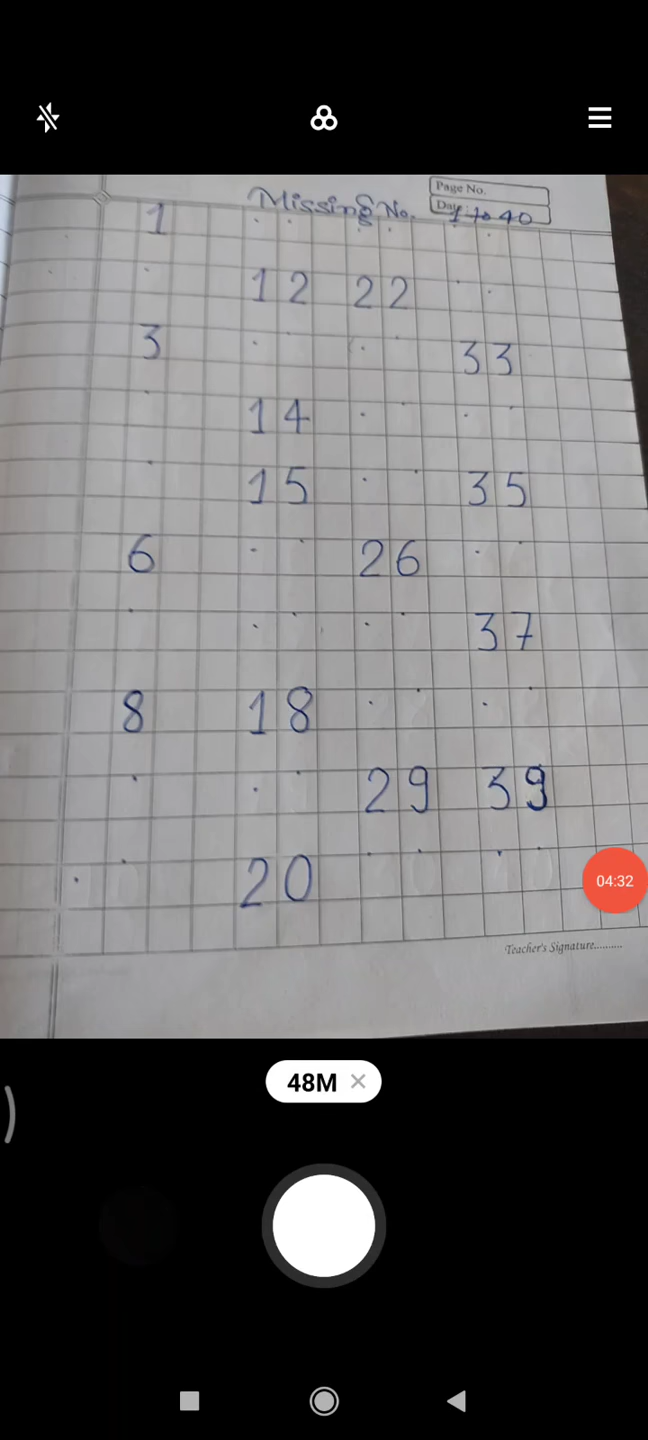 Page No.
Missing No.
Date: 1 to 40
1
12 22
3 33
14
15 35
6 26
37
8 18
29 39
20
04:32
Teacher's Signature..........
48M